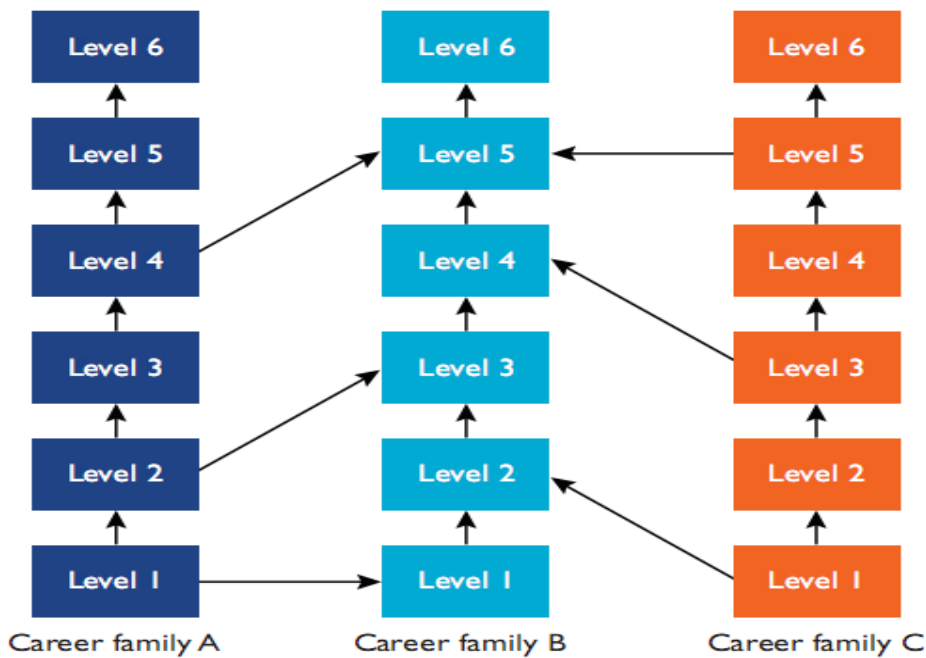 Level 6 Level 6 Level 6
Level 5 Level 5 Level 5
Level 4 Level 4 Level 4
Level 3 Level 3 Level 3
Level 2 Level 2 Level 2
Level 1 Level 1 Level 1
Career family A Career family B Career family C